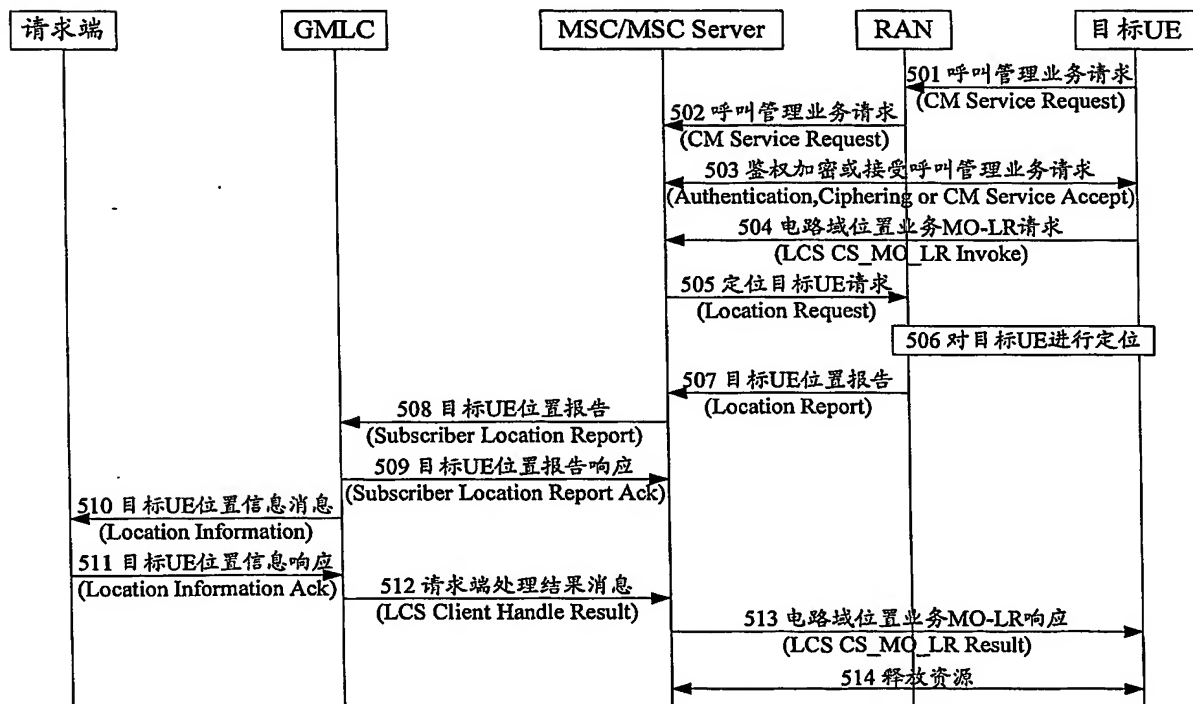 请求端 GMLC MSC/MSC Server RAN 目标UE
501 呼叫管理业务请求
(CM Service Request)
502 呼叫管理业务请求
(CM Service Request)
503 鉴权加密或接受呼叫管理业务请求
(Authentication,Ciphering or CM Service Accept)
504 电路域位置业务MO-LR请求
(LCS CS_MO_LR Invoke)
505 定位目标UE请求
(Location Request)
506 对目标UE进行定位
507 目标UE位置报告
(Location Report)
508 目标UE位置报告
(Subscriber Location Report)
509 目标UE位置报告响应
(Subscriber Location Report Ack)
510 目标UE位置信息消息
(Location Information)
511 目标UE位置信息响应
(Location Information Ack)
512 请求端处理结果消息
(LCS Client Handle Result)
513 电路域位置业务MO-LR响应
(LCS CS_MO_LR Result)
514 释放资源